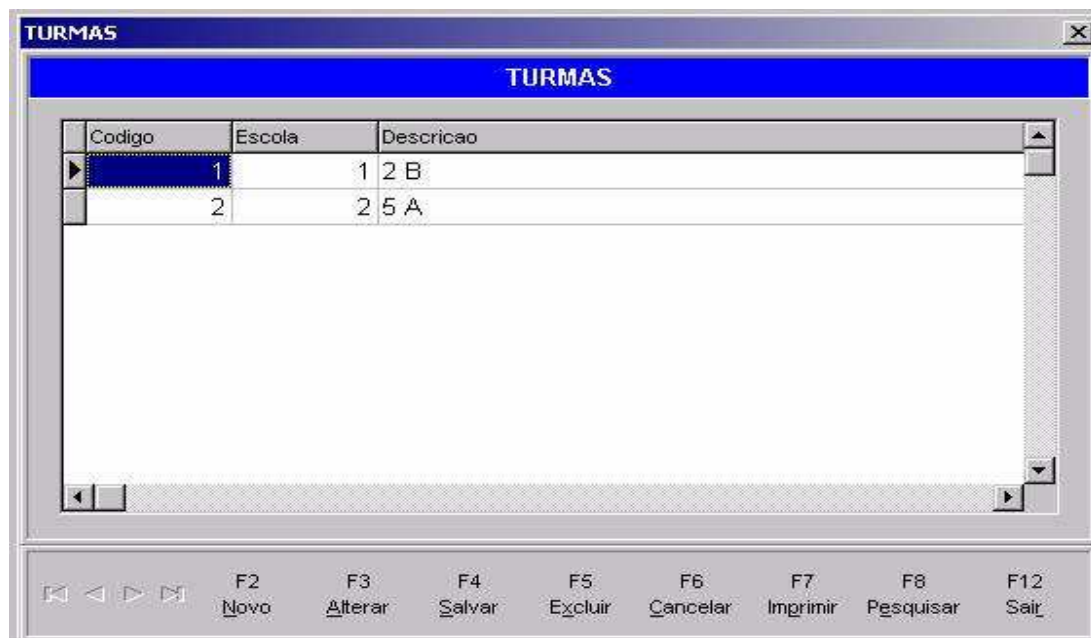 TURMAS
TURMAS
Codigo Escola Descricao
1 1 2 B
2 2 5 A
F2 F3 F4 F5 F6 F7 F8 F12
Novo Alterar Salvar Excluir Cancelar Imprimir Pesquisar Sair